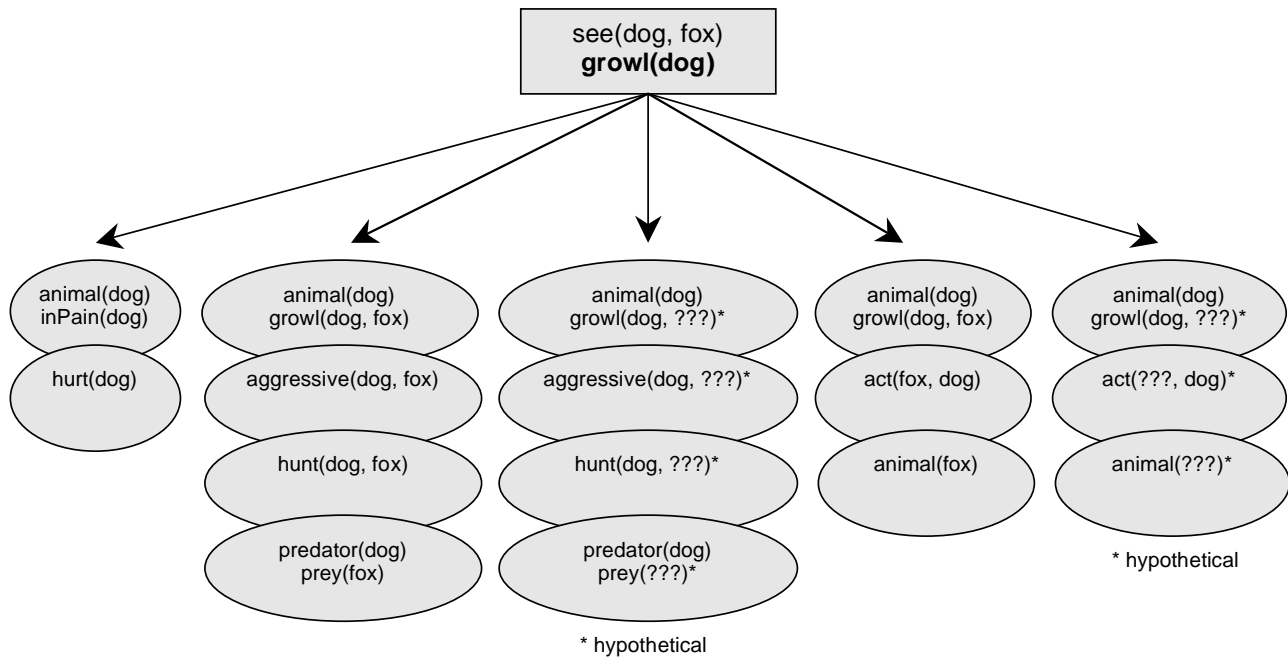 see(dog, fox)
growl(dog)
animal(dog)
inPain(dog)
hurt(dog)
animal(dog)
growl(dog, fox)
aggressive(dog, fox)
hunt(dog, fox)
predator(dog)
prey(fox)
animal(dog)
growl(dog, ???)*
aggressive(dog, ???)*
hunt(dog, ???)*
predator(dog)
prey(???)*
* hypothetical
animal(dog)
growl(dog, fox)
act(fox, dog)
animal(fox)
animal(dog)
growl(dog, ???)*
act(???, dog)*
animal(???)*
* hypothetical